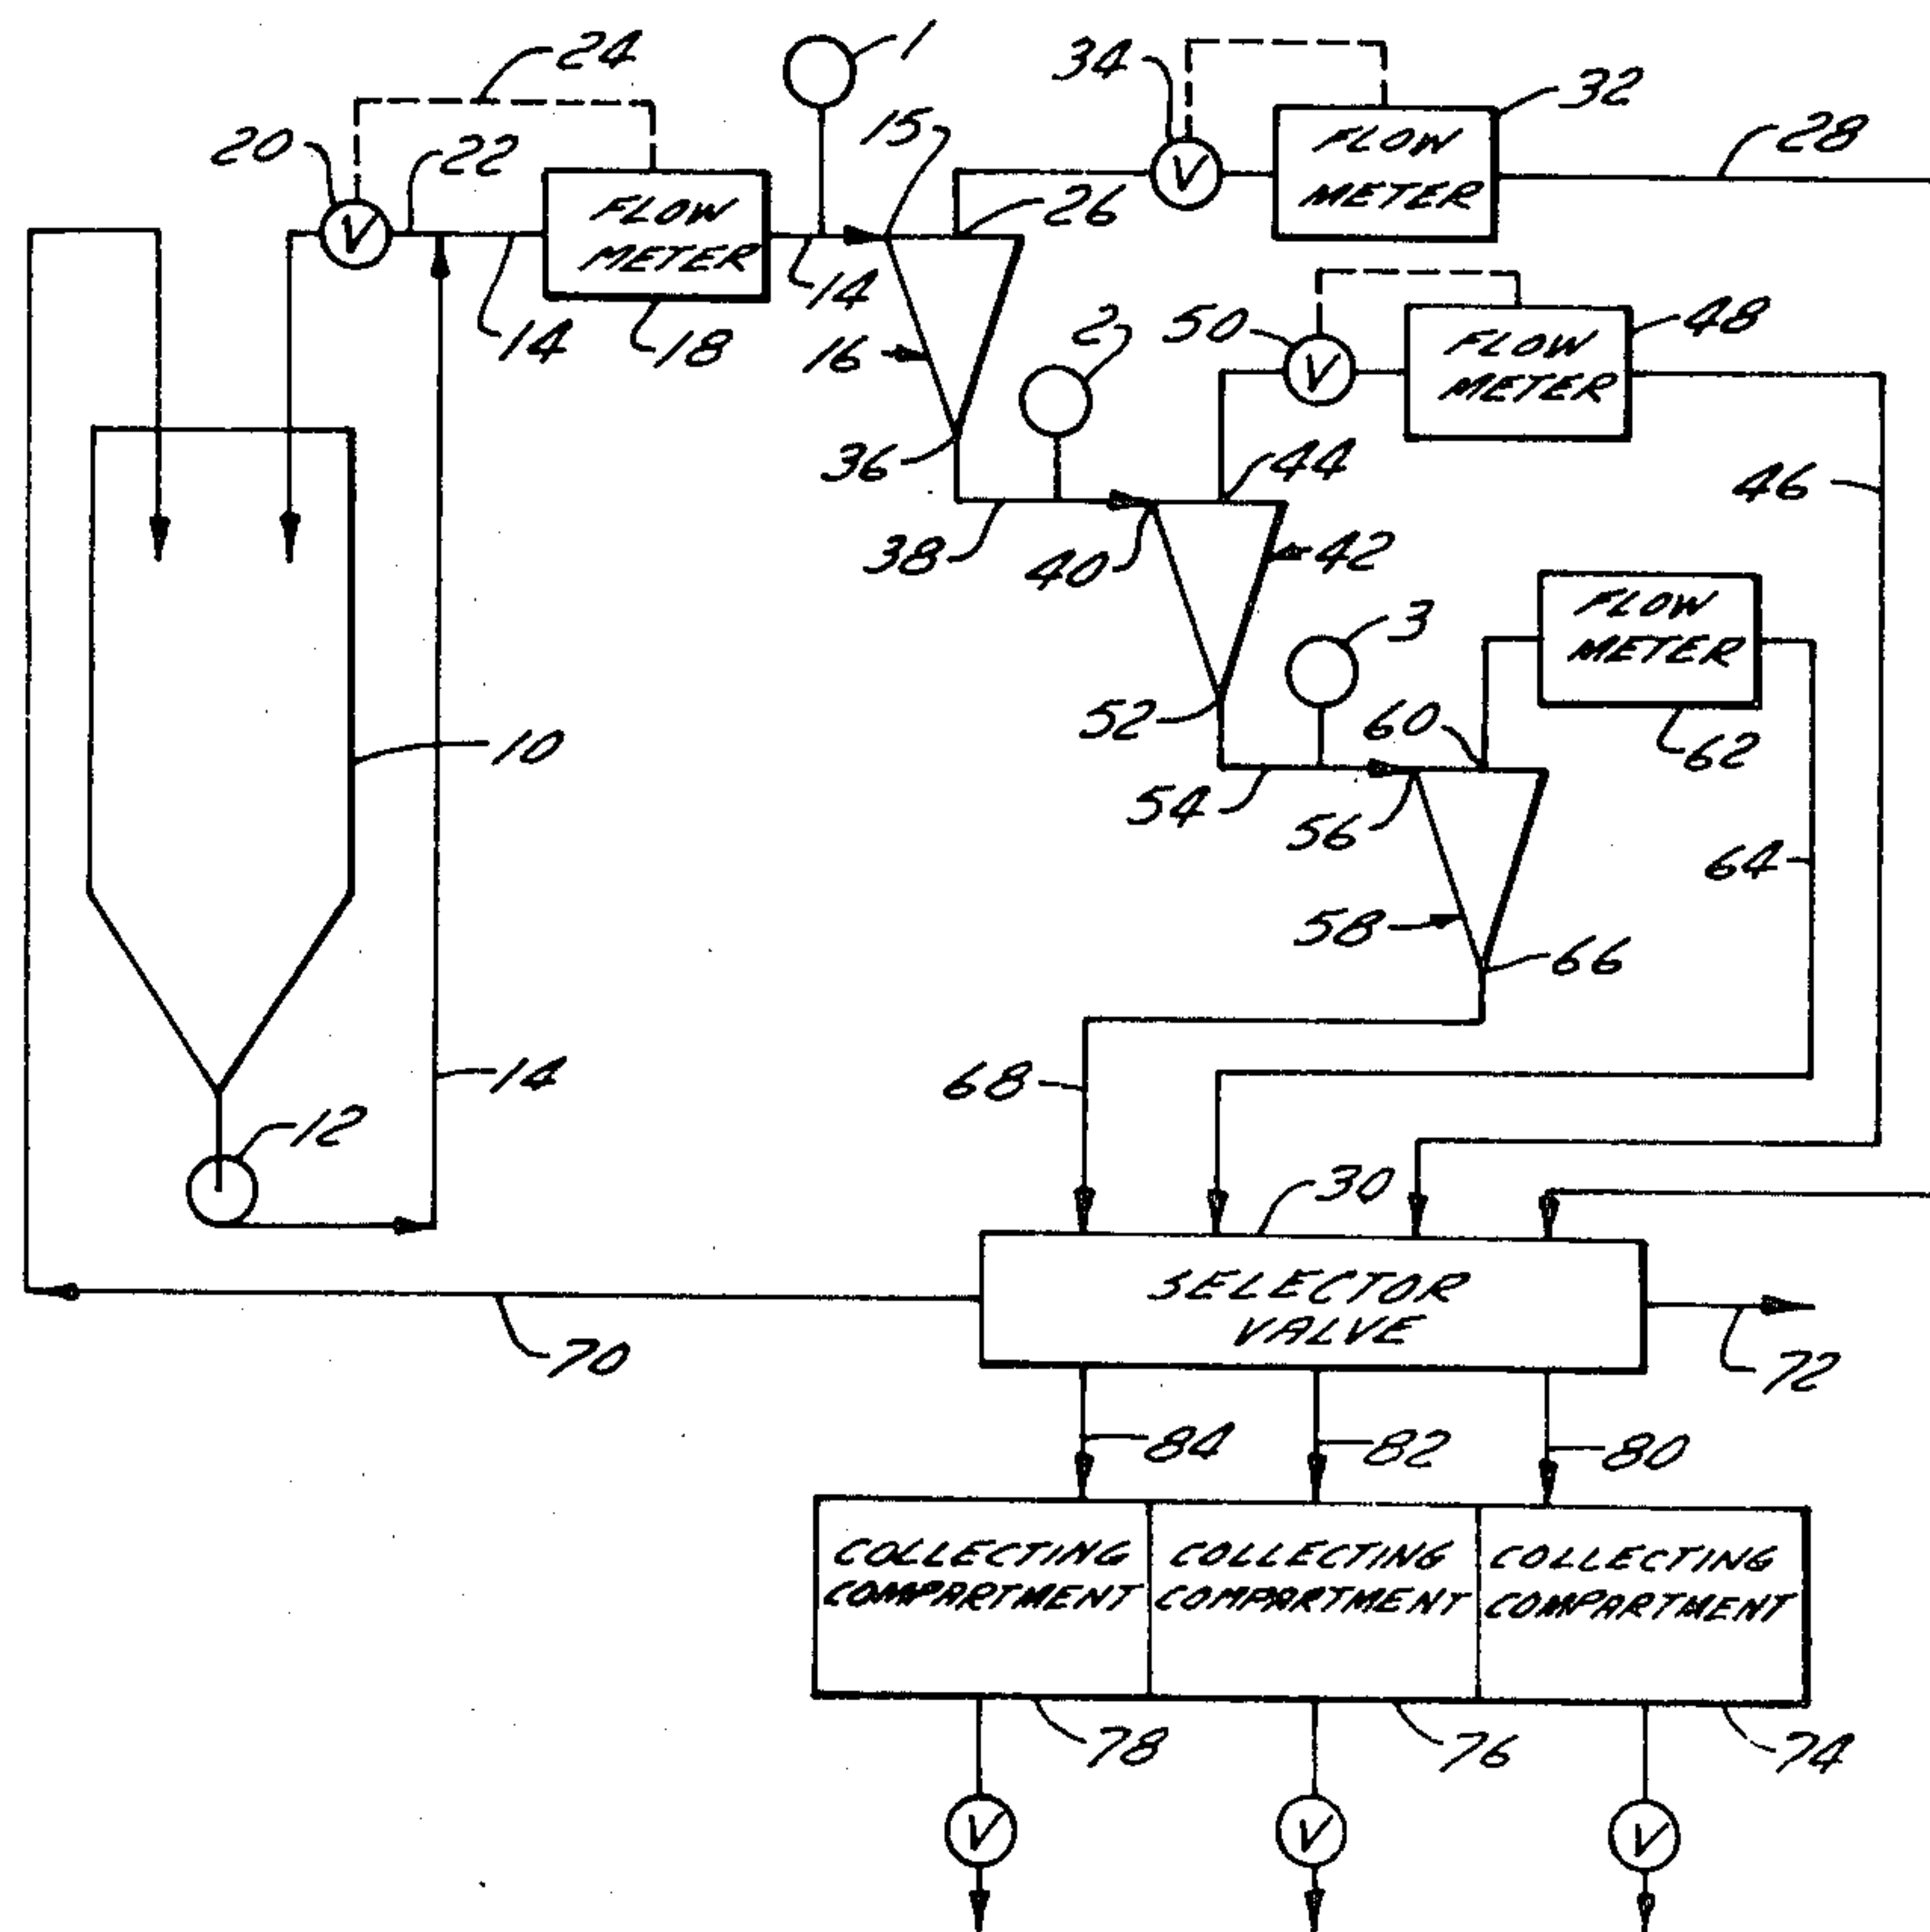 24
1
34
32
20
22
15
28
FLOW
METER
FLOW
METER
26
14
18
14
16
2
50
FLOW
METER
48
36
44
46
38
40
42
3
FLOW
METER
52
60
62
10
54
56
64
58
66
14
68
12
30
SELECTOR
VALVE
70
72
84
82
80
COLLECTING
COMPARTMENT
COLLECTING
COMPARTMENT
COLLECTING
COMPARTMENT
78
76
74
V
V
V
V
V
V